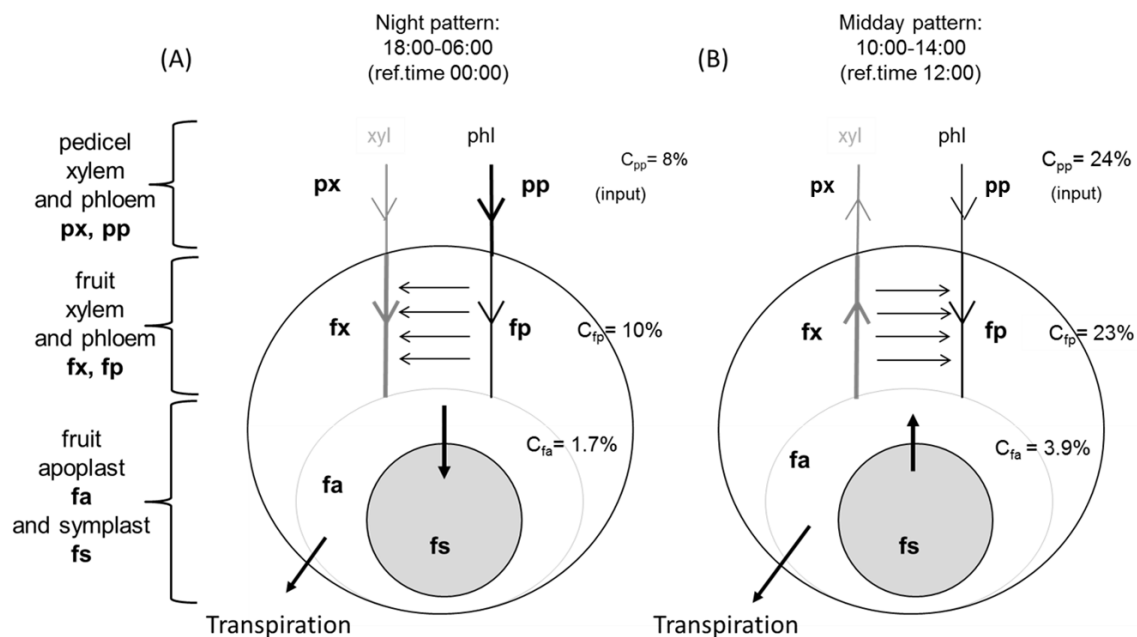 Night pattern:
18:00-06:00
(ref.time 00:00)
Midday pattern:
10:00-14:00
(ref.time 12:00)
(A)
(B)
pedicel
xylem
and phloem
px, pp
fruit
xylem
and phloem
fx, fp
fruit
apoplast
fa
and symplast
fs
xyl
phl
px
pp
Cpp= 8%
(input)
fx
fp
Cfp= 10%
Cfa= 1.7%
fa
fs
Transpiration
xyl
phl
px
pp
Cpp= 24%
(input)
fx
fp
Cfp= 23%
Cfa= 3.9%
fa
fs
Transpiration